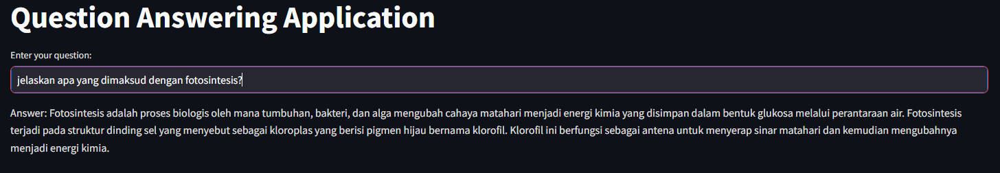 Question Answering Application
Enter your question:
jelaskan apa yang dimaksud dengan fotosintesis?
Answer: Fotosintesis adalah proses biologis oleh mana tumbuhan, bakteri, dan alga mengubah cahaya matahari menjadi energi kimia yang disimpan dalam bentuk glukosa melalui perantaraan air. Fotosintesis
terjadi pada struktur dinding sel yang menyebut sebagai kloroplas yang berisi pigmen hijau bernama klorofil. Klorofil ini berfungsi sebagai antena untuk menyerap sinar matahari dan kemudian mengubahnya
menjadi energi kimia.